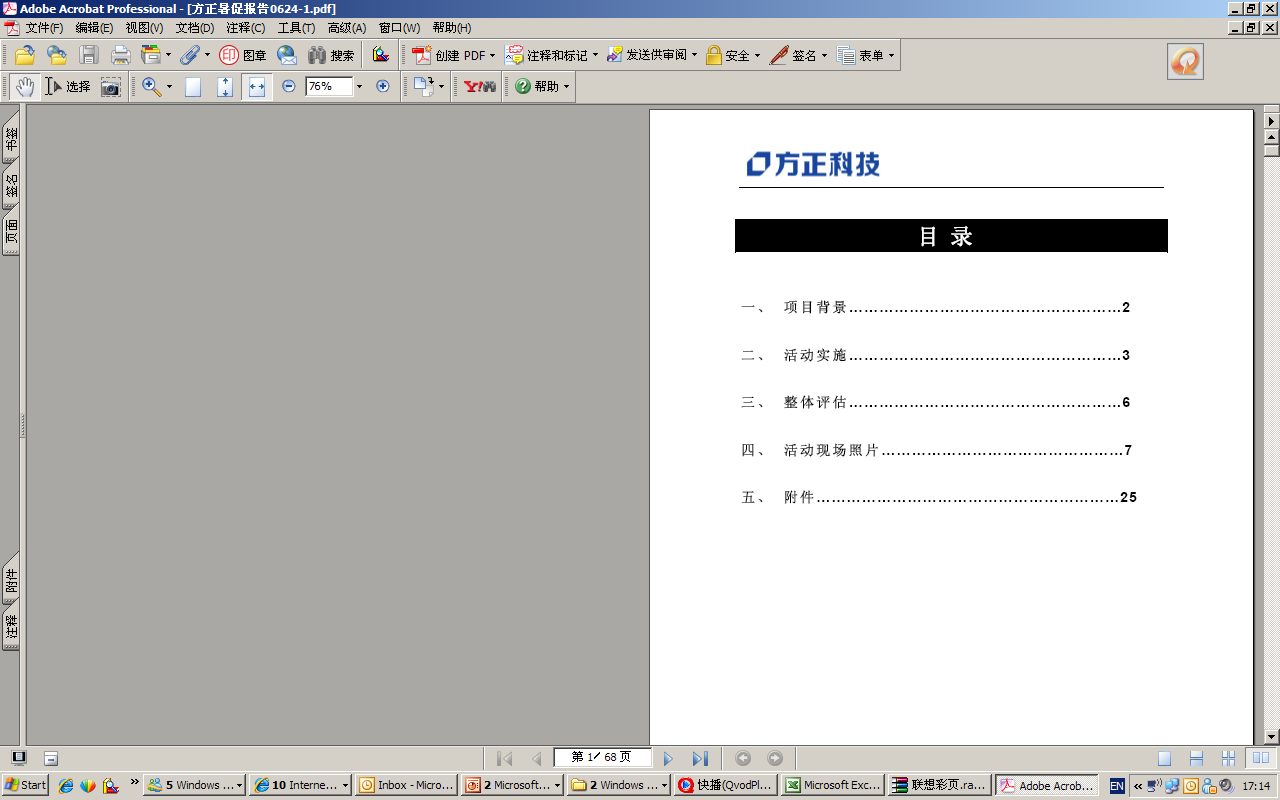 Adobe Acrobat Professional - [方正暑促报告0624-1.pdf]
文件(F) 编辑(E) 视图(V) 文档(D) 注释(C) 工具(T) 高级(A) 窗口(W) 帮助(H)
印 图章 搜索 创建 PDF 注释和标记 发送供审阅 安全 签名 表单
选择 76% Y! 帮助
书签
签名
页面
附件
注释
方正科技
目 录
一、 项目背景………………………………………………2
二、 活动实施………………………………………………3
三、 整体评估………………………………………………6
四、 活动现场照片…………………………………………7
五、 附件……………………………………………………25
第 1/ 68 页
Start 5 Windows ... 10 Interne... Inbox - Micro... 2 Microsoft... 2 Windows ... 快播(QvodPl... Microsoft Exc... 联想彩页.ra... Adobe Acrob... EN « 17:14